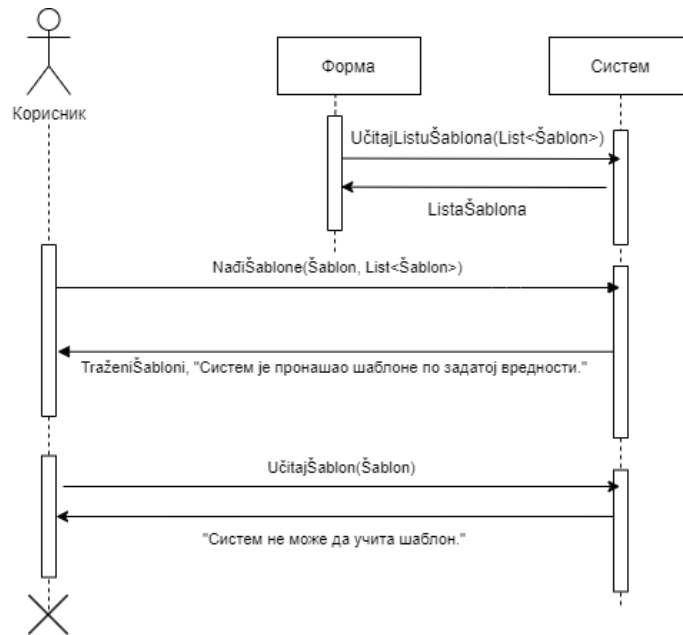 Форма
Систем
Корисник
UčitajListuŠablona(List<Šablon>)
ListaŠablona
NađiŠablone(Šablon, List<Šablon>)
TraženiŠabloni, "Систем је пронашао шаблоне по задатој вредности."
UčitajŠablon(Šablon)
"Систем не може да учита шаблон."